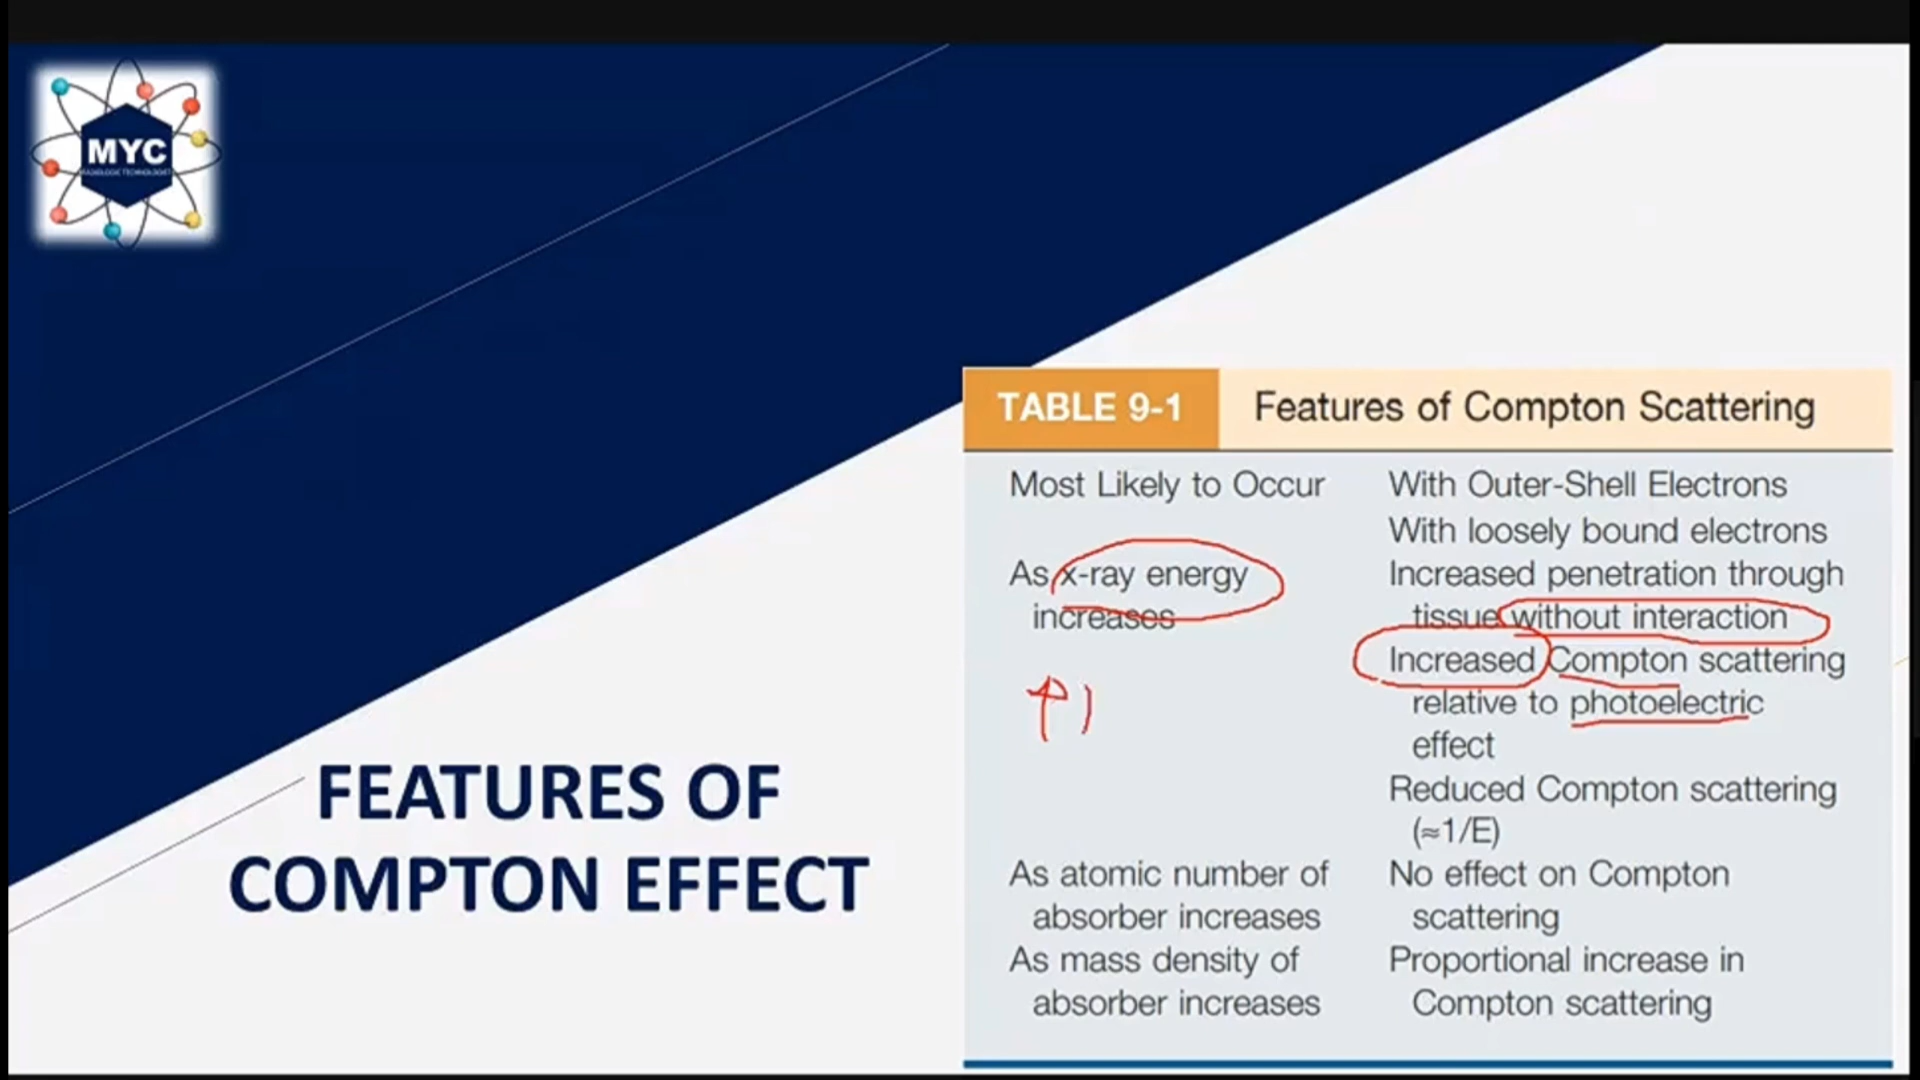 MYC
RADIOLOGIC TECHNOLOGIST
FEATURES OF
COMPTON EFFECT
TABLE 9-1 Features of Compton Scattering
Most Likely to Occur With Outer-Shell Electrons
With loosely bound electrons
As x-ray energy increases Increased penetration through
tissue without interaction
Increased Compton scattering
relative to photoelectric
effect
Reduced Compton scattering
(≈1/E)
As atomic number of No effect on Compton
absorber increases scattering
As mass density of Proportional increase in
absorber increases Compton scattering